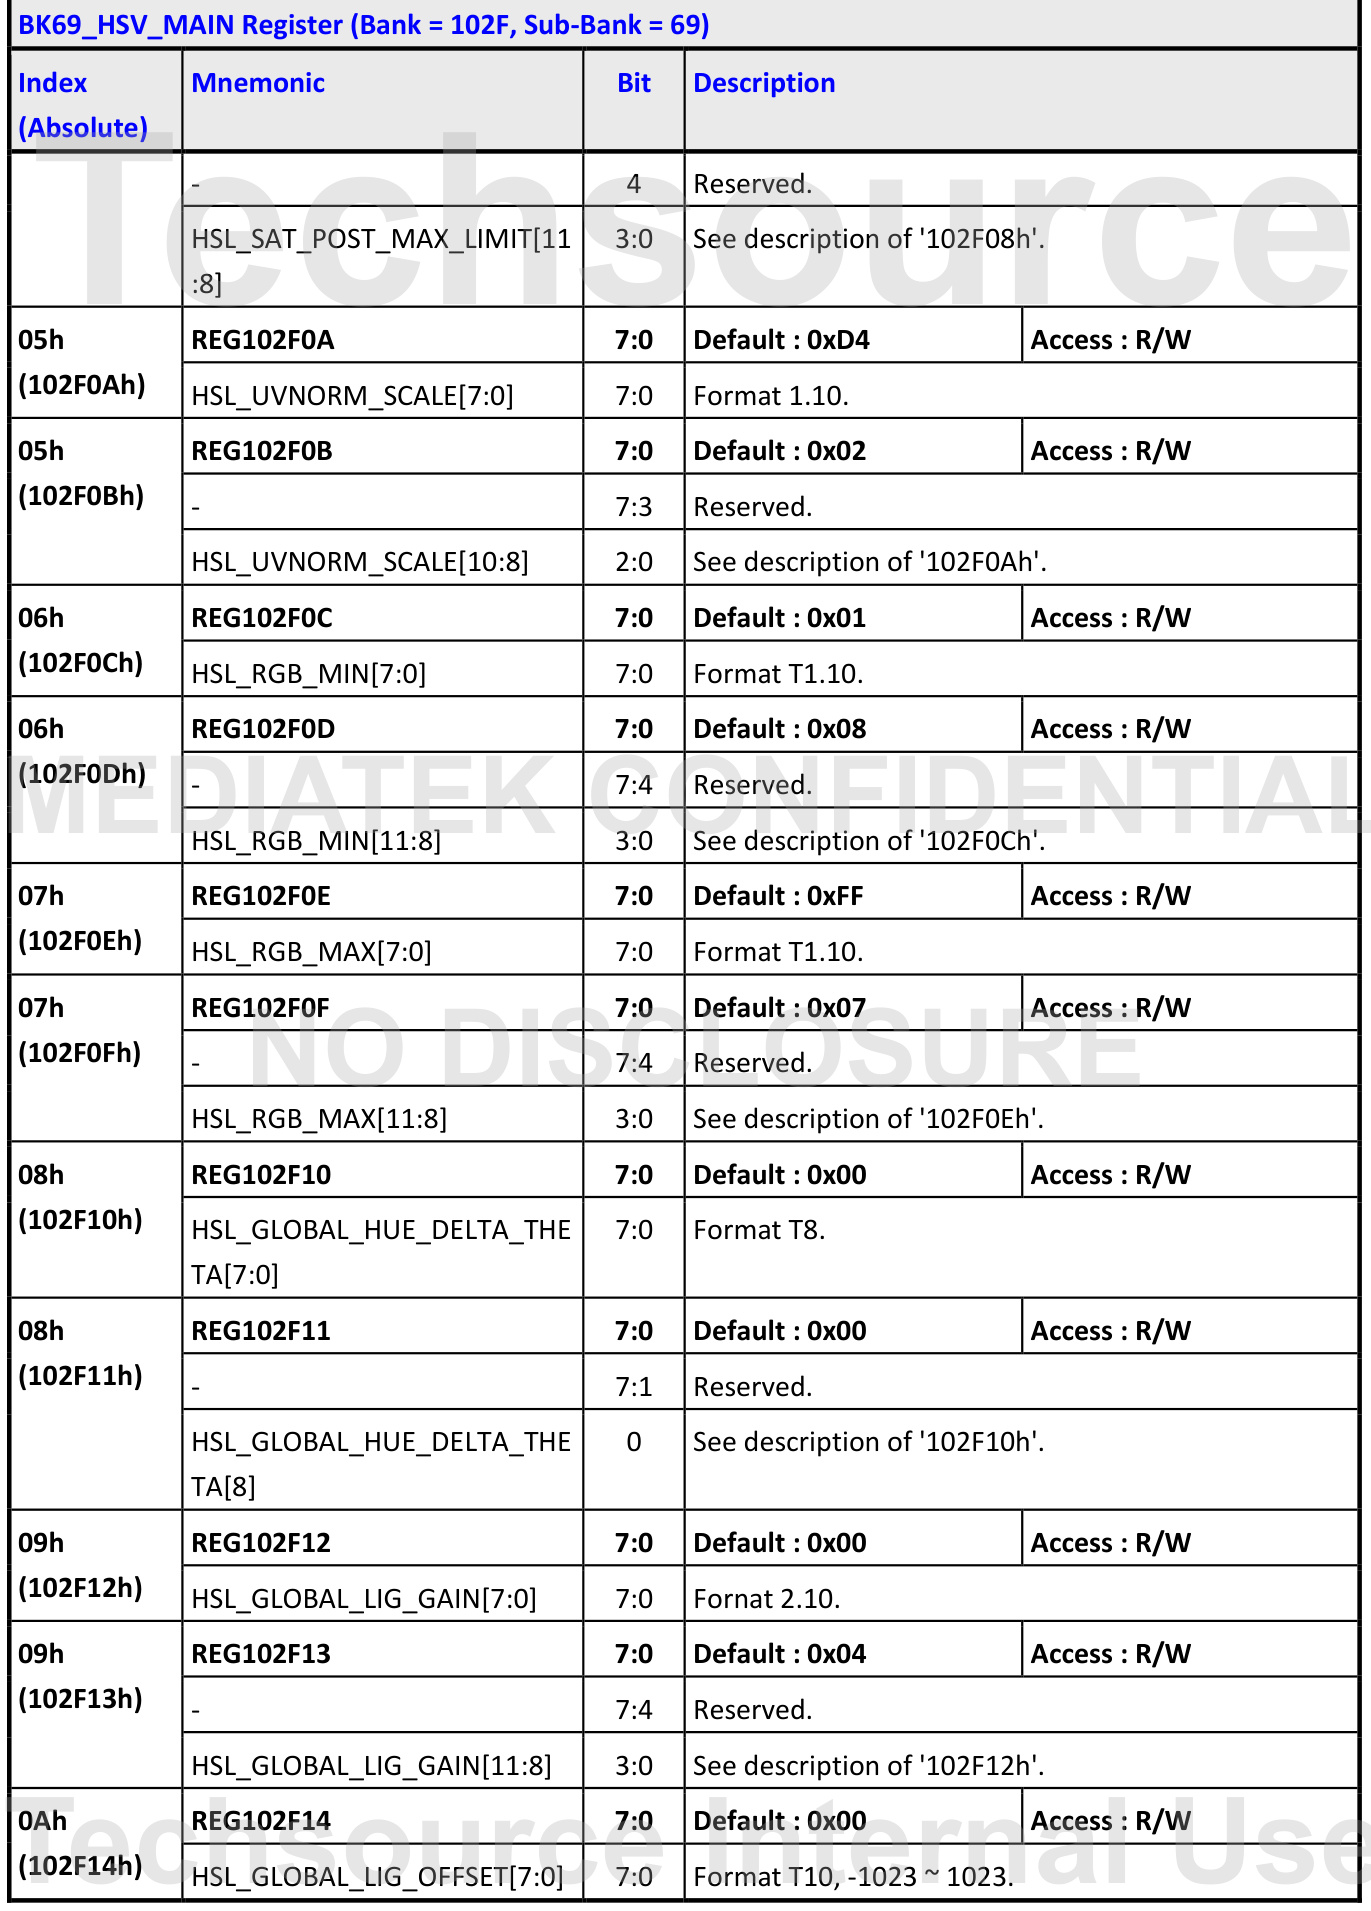 BK69_HSV_MAIN Register (Bank = 102F, Sub-Bank = 69)
Index Mnemonic Bit Description
(Absolute)
Techsource
- 4 Reserved.
HSL_SAT_POST_MAX_LIMIT[11 3:0 See description of '102F08h'.
:8]
05h REG102F0A 7:0 Default : 0xD4 Access : R/W
(102F0Ah)
HSL_UVNORM_SCALE[7:0] 7:0 Format 1.10.
05h REG102F0B 7:0 Default : 0x02 Access : R/W
(102F0Bh)
- 7:3 Reserved.
HSL_UVNORM_SCALE[10:8] 2:0 See description of '102F0Ah'.
06h REG102F0C 7:0 Default : 0x01 Access : R/W
(102F0Ch)
HSL_RGB_MIN[7:0] 7:0 Format T1.10.
06h REG102F0D 7:0 Default : 0x08 Access : R/W
(102F0Dh)
MEDIATEK CONFIDENTIAL
- 7:4 Reserved.
HSL_RGB_MIN[11:8] 3:0 See description of '102F0Ch'.
07h REG102F0E 7:0 Default : 0xFF Access : R/W
(102F0Eh)
HSL_RGB_MAX[7:0] 7:0 Format T1.10.
07h REG102F0F 7:0 Default : 0x07 Access : R/W
(102F0Fh)
NO DISCLOSURE
- 7:4 Reserved.
HSL_RGB_MAX[11:8] 3:0 See description of '102F0Eh'.
08h REG102F10 7:0 Default : 0x00 Access : R/W
(102F10h)
HSL_GLOBAL_HUE_DELTA_THE 7:0 Format T8.
TA[7:0]
08h REG102F11 7:0 Default : 0x00 Access : R/W
(102F11h)
- 7:1 Reserved.
HSL_GLOBAL_HUE_DELTA_THE 0 See description of '102F10h'.
TA[8]
09h REG102F12 7:0 Default : 0x00 Access : R/W
(102F12h)
HSL_GLOBAL_LIG_GAIN[7:0] 7:0 Fornat 2.10.
09h REG102F13 7:0 Default : 0x04 Access : R/W
(102F13h)
- 7:4 Reserved.
HSL_GLOBAL_LIG_GAIN[11:8] 3:0 See description of '102F12h'.
0Ah REG102F14 7:0 Default : 0x00 Access : R/W
(102F14h)
Techsource Internal Use
HSL_GLOBAL_LIG_OFFSET[7:0] 7:0 Format T10, -1023 ~ 1023.